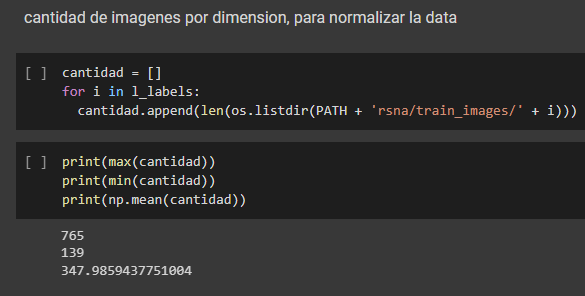 cantidad de imagenes por dimension, para normalizar la data
[ ] cantidad = []
for i in l_labels:
  cantidad.append(len(os.listdir(PATH + 'rsna/train_images/' + i)))
[ ] print(max(cantidad))
print(min(cantidad))
print(np.mean(cantidad))
765
139
347.9859437751004